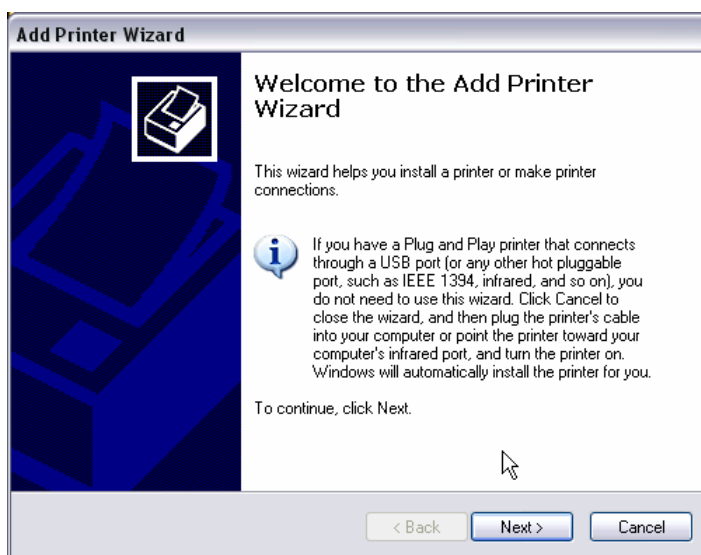 Add Printer Wizard
Welcome to the Add Printer
Wizard
This wizard helps you install a printer or make printer
connections.
If you have a Plug and Play printer that connects
through a USB port (or any other hot pluggable
port, such as IEEE 1394, infrared, and so on), you
do not need to use this wizard. Click Cancel to
close the wizard, and then plug the printer's cable
into your computer or point the printer toward your
computer's infrared port, and turn the printer on.
Windows will automatically install the printer for you.
To continue, click Next.
< Back Next > Cancel